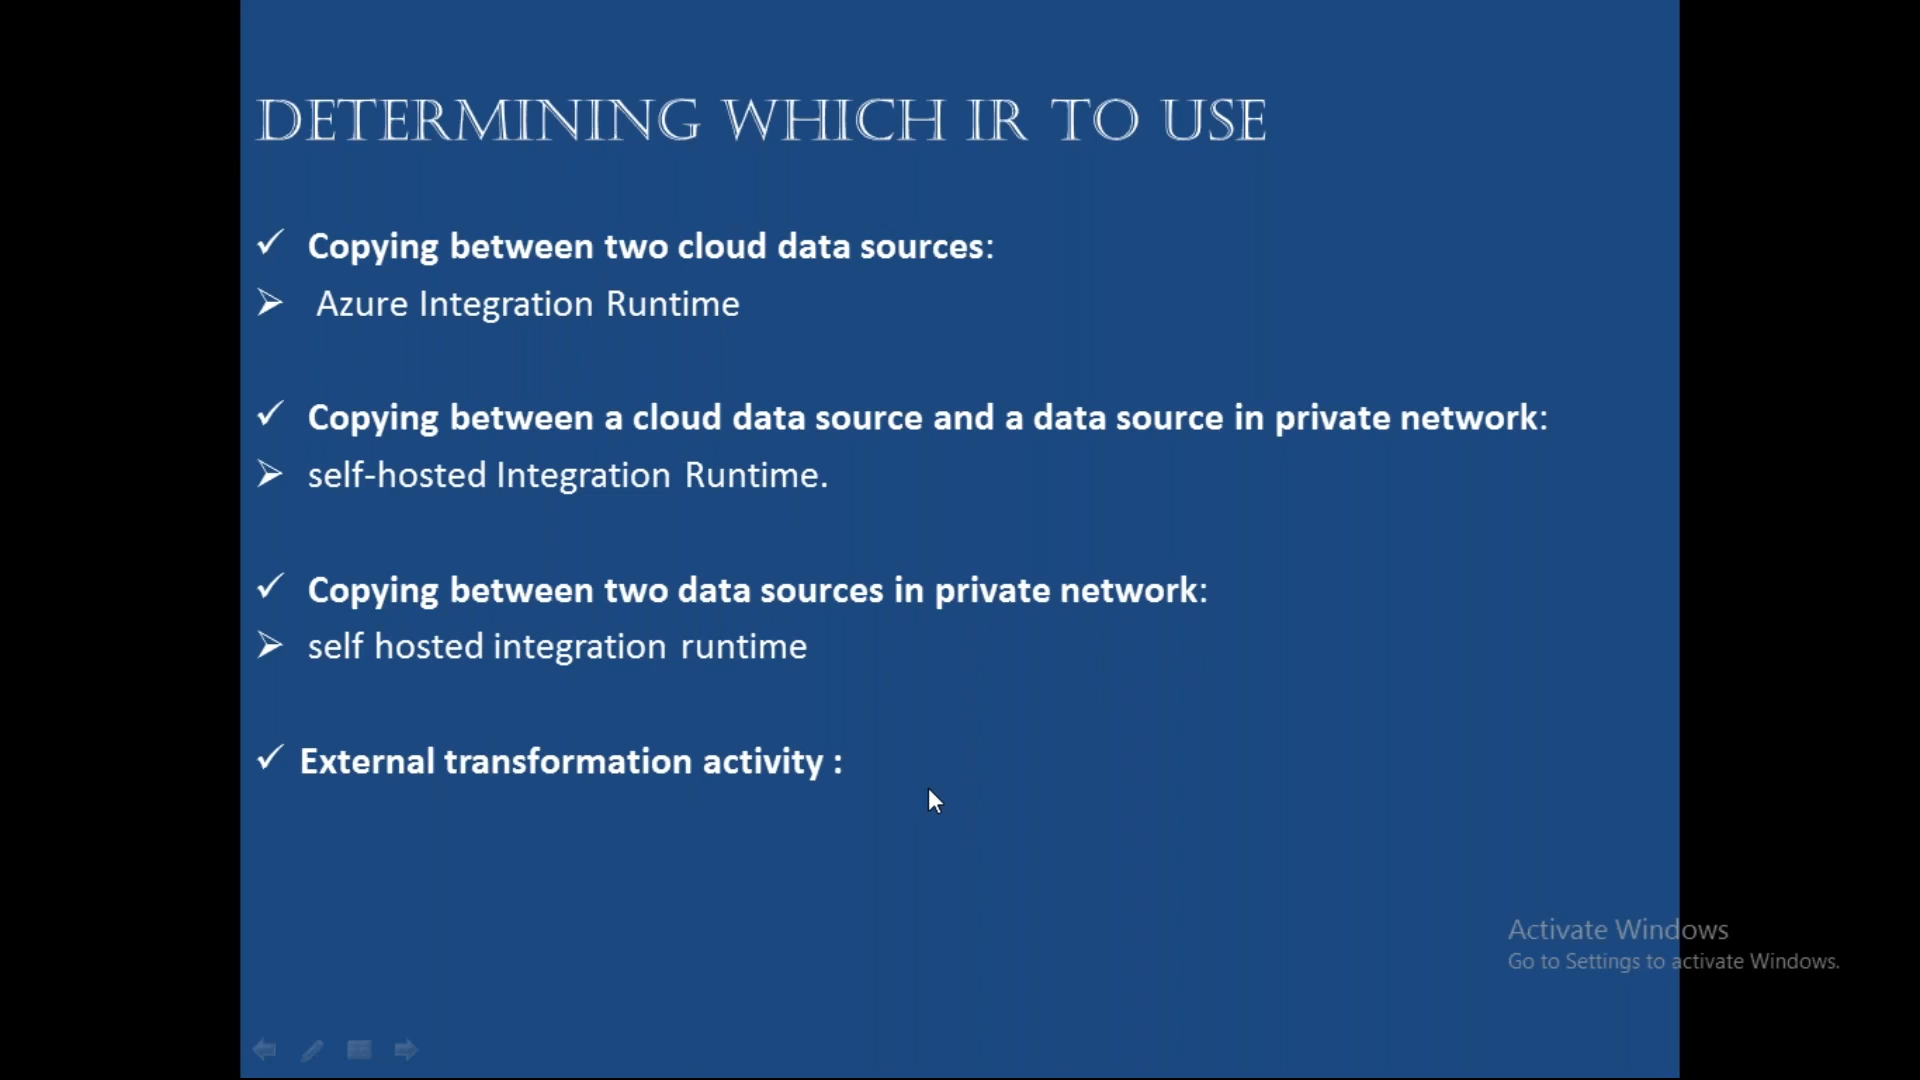 DETERMINING WHICH IR TO USE
Copying between two cloud data sources:
Azure Integration Runtime
Copying between a cloud data source and a data source in private network:
self-hosted Integration Runtime.
Copying between two data sources in private network:
self hosted integration runtime
External transformation activity :
Activate Windows
Go to Settings to activate Windows.